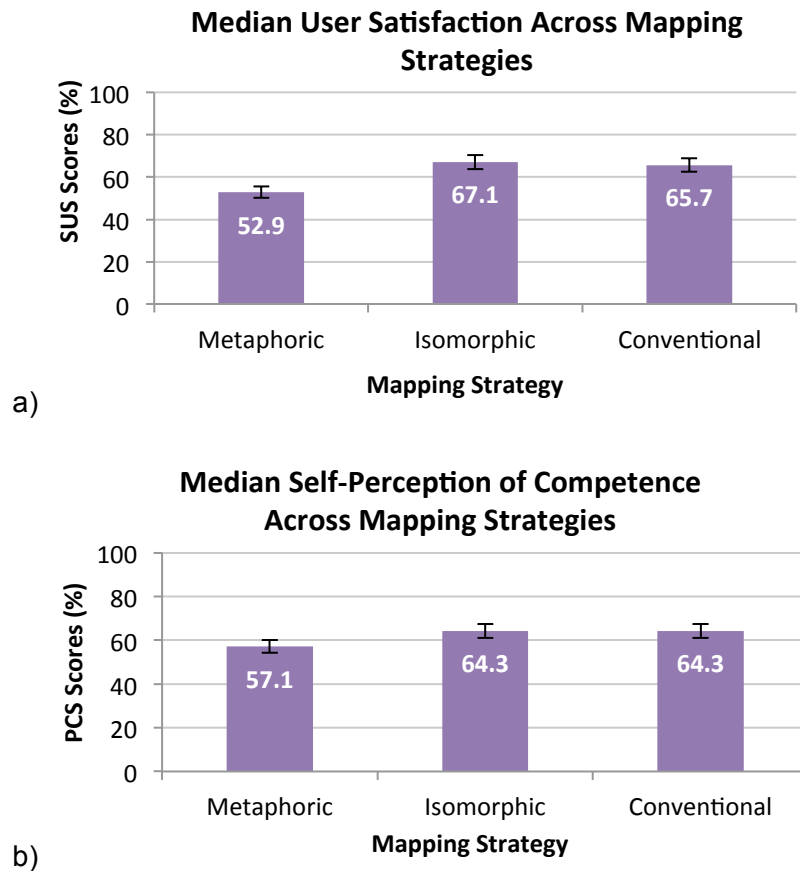 Median User Satisfaction Across Mapping
Strategies
SUS Scores (%)
100
80
60
40
20
0
52.9
67.1
65.7
Metaphoric
Isomorphic
Conventional
Mapping Strategy
a)
Median Self-Perception of Competence
Across Mapping Strategies
PCS Scores (%)
100
80
60
40
20
0
57.1
64.3
64.3
Metaphoric
Isomorphic
Conventional
Mapping Strategy
b)